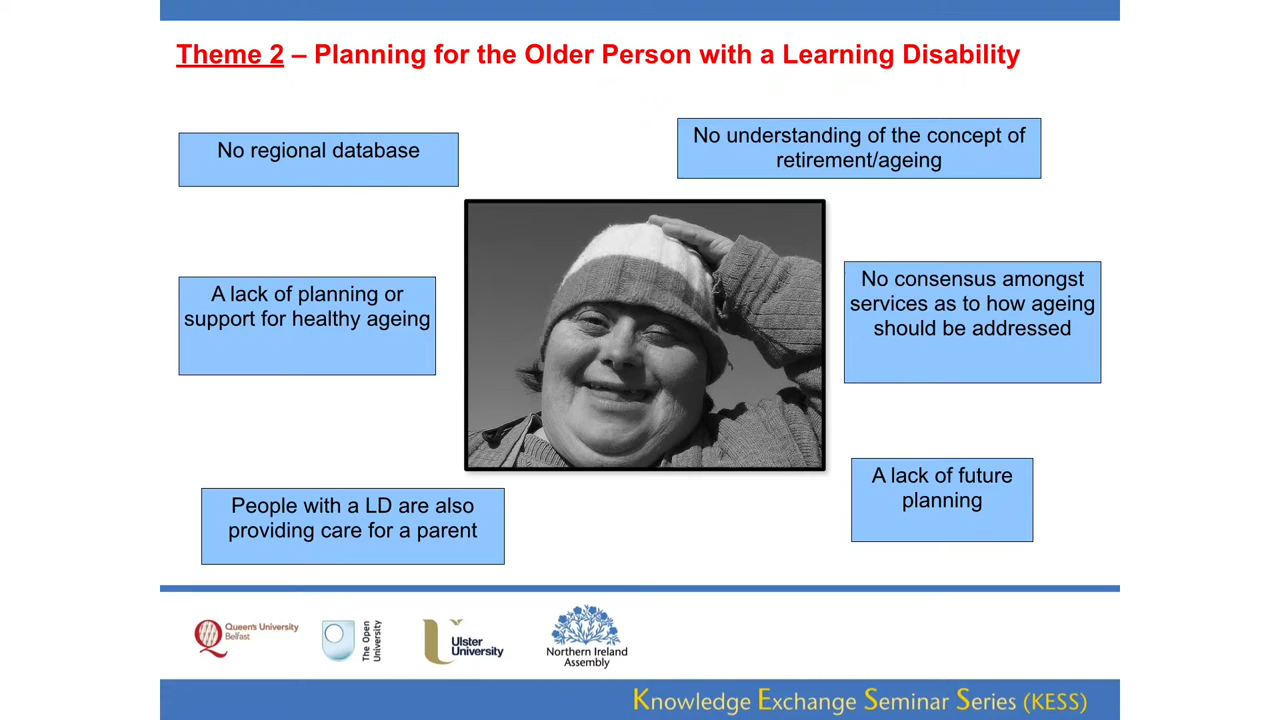 Theme 2 – Planning for the Older Person with a Learning Disability
No regional database
No understanding of the concept of
retirement/ageing
A lack of planning or
support for healthy ageing
No consensus amongst
services as to how ageing
should be addressed
People with a LD are also
providing care for a parent
A lack of future
planning
Queen's University
Belfast
The Open
University
Ulster
University
Northern Ireland
Assembly
Knowledge Exchange Seminar Series (KESS)